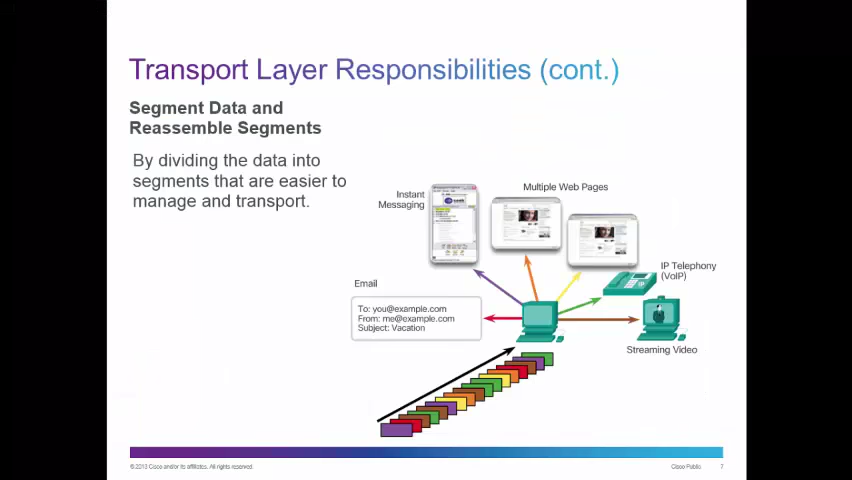 Transport Layer Responsibilities (cont.)
Segment Data and
Reassemble Segments
By dividing the data into
segments that are easier to
manage and transport.
Instant
Messaging
Multiple Web Pages
IP Telephony
(VoIP)
Email
To: you@example.com
From: me@example.com
Subject: Vacation
Streaming Video
© 2013 Cisco and/or its affiliates. All rights reserved.
Cisco Public
7